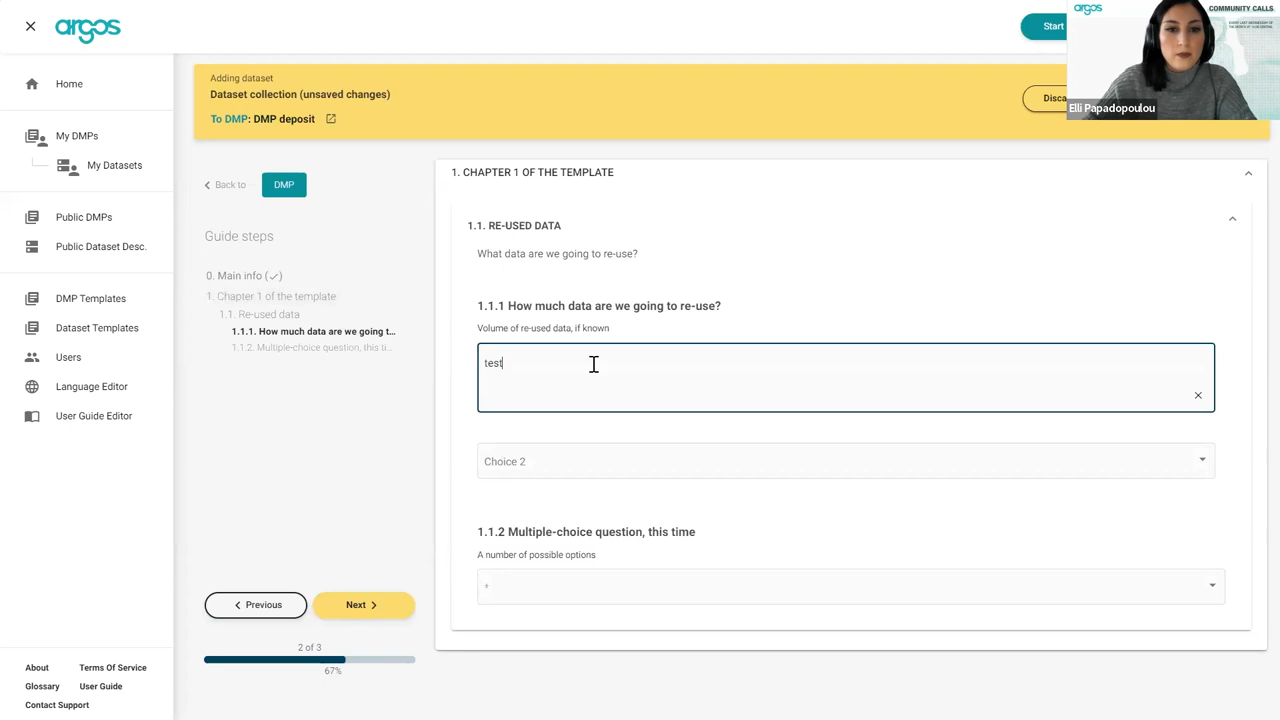 argos
Start
argos
COMMUNITY CALLS
Elli Papadopoulou
Home
My DMPs
My Datasets
Public DMPs
Public Dataset Desc.
DMP Templates
Dataset Templates
Users
Language Editor
User Guide Editor
About
Terms Of Service
Glossary
User Guide
Contact Support
Adding dataset
Dataset collection (unsaved changes)
To DMP: DMP deposit
Disca
Back to
DMP
Guide steps
0. Main info (✓)
1. Chapter 1 of the template
1.1. Re-used data
1.1.1. How much data are we going t...
1.1.2. Multiple-choice question, this ti...
Previous
Next
2 of 3
67%
1. CHAPTER 1 OF THE TEMPLATE
1.1. RE-USED DATA
What data are we going to re-use?
1.1.1 How much data are we going to re-use?
Volume of re-used data, if known
test
Choice 2
1.1.2 Multiple-choice question, this time
A number of possible options
*